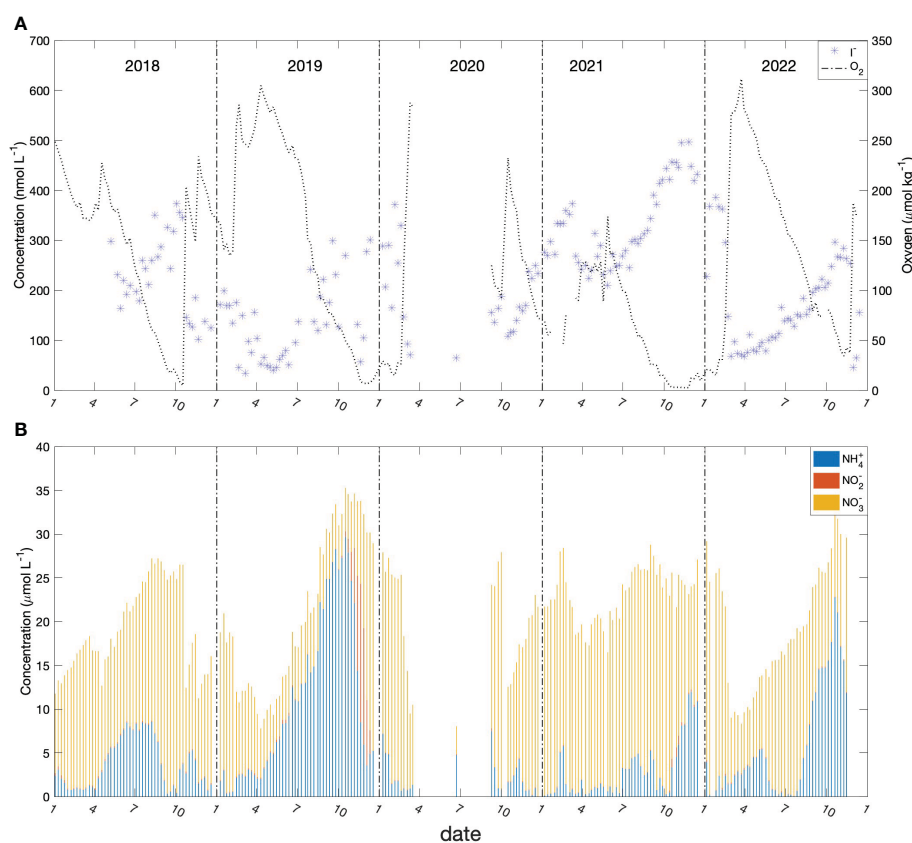 A
2018 2019 2020 2021 2022
I⁻
O₂
Concentration (nmol L⁻¹)
700
600
500
400
300
200
100
0
Oxygen (μmol kg⁻¹)
350
300
250
200
150
100
50
0
1 4 7 10 1 4 7 10 1 4 7 10 1 4 7 10 1 4 7 10 1
B
NH₄⁺
NO₂⁻
NO₃⁻
Concentration (μmol L⁻¹)
40
35
30
25
20
15
10
5
0
1 4 7 10 1 4 7 10 1 4 7 10 1 4 7 10 1 4 7 10 1
date